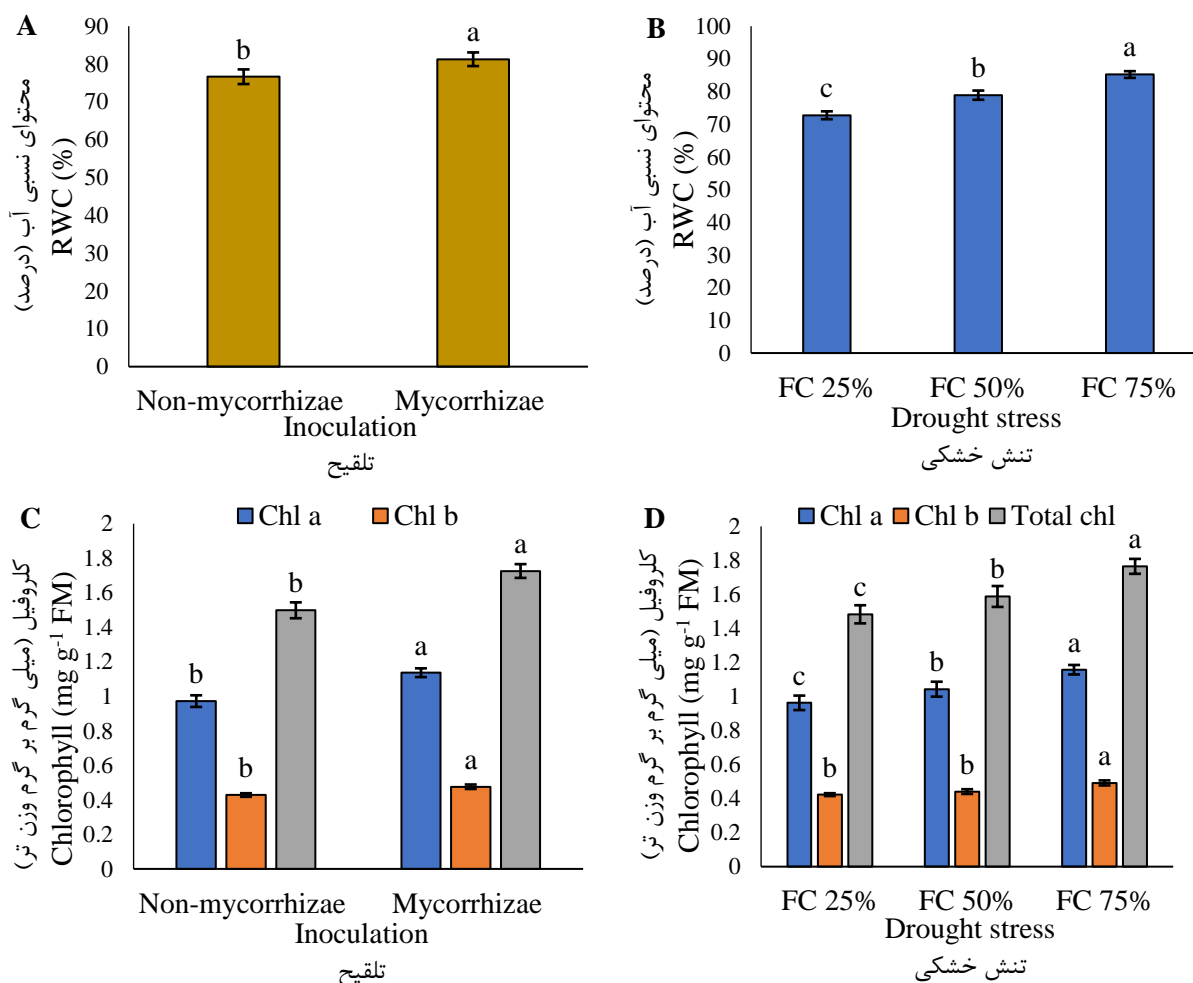 A
90
80
70
60
50
40
30
20
10
0
محتوای نسبی آب (درصد)
RWC (%)
b
a
Non-mycorrhizae
Mycorrhizae
Inoculation
تلقیح
B
100
90
80
70
60
50
40
30
20
10
0
محتوای نسبی آب (درصد)
RWC (%)
c
b
a
FC 25%
FC 50%
FC 75%
Drought stress
تنش خشکی
C
Chl a
Chl b
2
1.8
1.6
1.4
1.2
1
0.8
0.6
0.4
0.2
0
کلروفیل (میلی گرم بر گرم وزن تر)
Chlorophyll (mg g⁻¹ FM)
b
b
b
a
a
a
Non-mycorrhizae
Mycorrhizae
Inoculation
تلقیح
D
Chl a
Chl b
Total chl
2
1.8
1.6
1.4
1.2
1
0.8
0.6
0.4
0.2
0
کلروفیل (میلی گرم بر گرم وزن تر)
Chlorophyll (mg g⁻¹ FM)
c
b
c
b
b
b
a
a
a
FC 25%
FC 50%
FC 75%
Drought stress
تنش خشکی